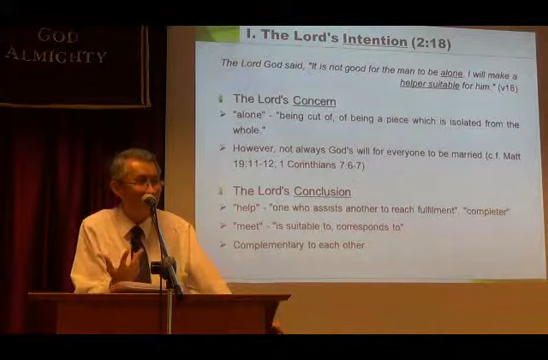 GOD
ALMIGHTY
I. The Lord's Intention (2:18)
The Lord God said, "It is not good for the man to be alone. I will make a
helper suitable for him." (v18)
The Lord's Concern
"alone" - "being cut of, of being a piece which is isolated from the
whole."
However, not always God's will for everyone to be married (c.f. Matt
19:11-12; 1 Corinthians 7:6-7)
The Lord's Conclusion
"help" - "one who assists another to reach fulfilment" "completer"
"meet" - "is suitable to, corresponds to"
Complementary to each other